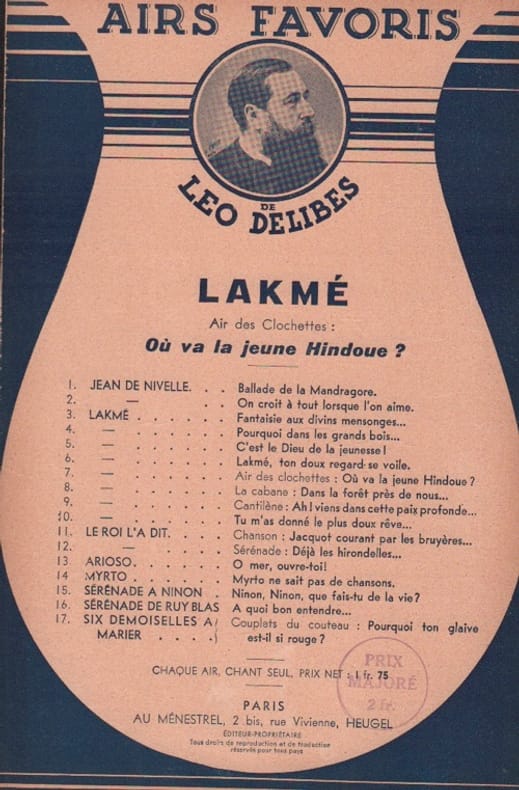 AIRS FAVORIS
DE
LEO DELIBES
LAKMÉ
Air des Clochettes :
Où va la jeune Hindoue ?
1. JEAN DE NIVELLE. . . Ballade de la Mandragore.
2. — . . On croit à tout lorsque l'on aime.
3. LAKMÉ . . . . . . Fantaisie aux divins mensonges...
4. — . . . . . . Pourquoi dans les grands bois...
5. — . . . . . . C'est le Dieu de la jeunesse !
6. — . . . . . . Lakmé, ton doux regard se voile.
7. — . . . . . . Air des clochettes : Où va la jeune Hindoue ?
8. — . . . . . . La cabane : Dans la forêt près de nous...
9. — . . . . . . Cantilène : Ah ! viens dans cette paix profonde...
10. — . . . . . . Tu m'as donné le plus doux rêve...
11. LE ROI L'A DIT. . . . Chanson : Jacquot courant par les bruyères...
12. — . . . . Sérénade : Déjà les hirondelles...
13 ARIOSO. . . . . . O mer, ouvre-toi !
14 MYRTO . . . . . . Myrto ne sait pas de chansons.
15. SÉRÉNADE A NINON . Ninon, Ninon, que fais-tu de la vie ?
16. SÉRÉNADE DE RUY BLAS A quoi bon entendre...
17. SIX DEMOISELLES A Couplets du couteau : Pourquoi ton glaive
MARIER . . . . est-il si rouge ?
CHAQUE AIR, CHANT SEUL, PRIX NET : 1 fr. 75
PRIX
MAJORÉ
2 fr.
PARIS
AU MÉNESTREL, 2 bis, rue Vivienne, HEUGEL
ÉDITEUR-PROPRIÉTAIRE
Tous droits de reproduction et de traduction
réservés pour tous pays